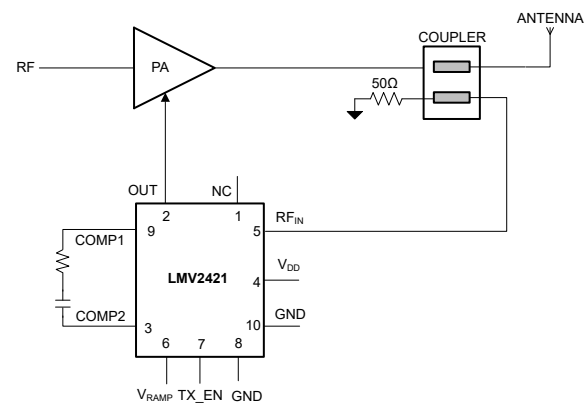 ANTENNA
COUPLER
RF
PA
50Ω
OUT
NC
2
1
RF_IN
COMP1
9
5
V_DD
LMV2421
4
COMP2
GND
3
10
6
7
8
V_RAMP TX_EN GND